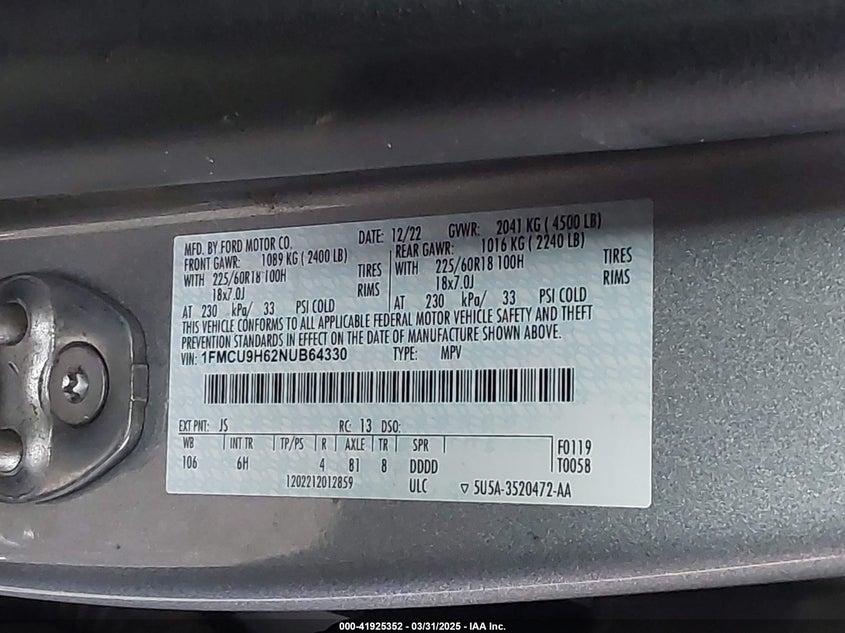 MFD. BY FORD MOTOR CO. DATE: 12/22 GVWR: 2041 KG ( 4500 LB)
FRONT GAWR: 1089 KG ( 2400 LB) REAR GAWR: 1016 KG ( 2240 LB)
WITH 225/60R18 100H TIRES WITH 225/60R18 100H TIRES
18x7.0J RIMS 18x7.0J RIMS
AT 230 kPa/ 33 PSI COLD AT 230 kPa/ 33 PSI COLD
THIS VEHICLE CONFORMS TO ALL APPLICABLE FEDERAL MOTOR VEHICLE SAFETY AND THEFT
PREVENTION STANDARDS IN EFFECT ON THE DATE OF MANUFACTURE SHOWN ABOVE.
VIN: 1FMCU9H62NUB64330 TYPE: MPV
EXT PNT: JS RC: 13 DSO:
WB INT TR TP/PS R AXLE TR SPR F0119
106 6H 4 81 8 DDDD T0058
1202212012859 ULC ▽ 5U5A-3520472-AA
000-41925352 - 03/31/2025 - IAA Inc.